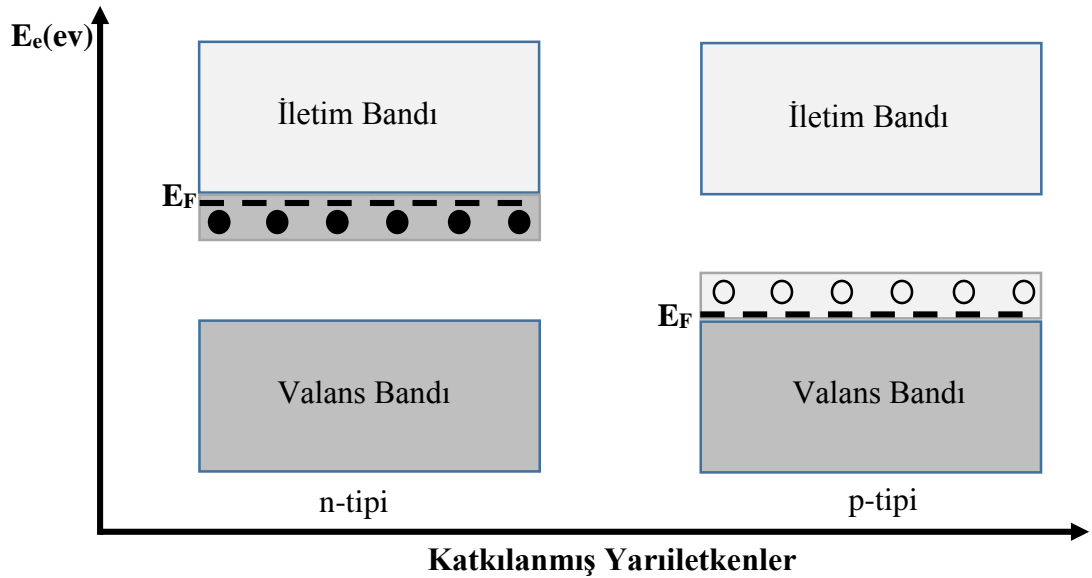 Ee(ev)
İletim Bandı
İletim Bandı
EF
EF
Valans Bandı
Valans Bandı
n-tipi
p-tipi
Katkılanmış Yarıiletkenler